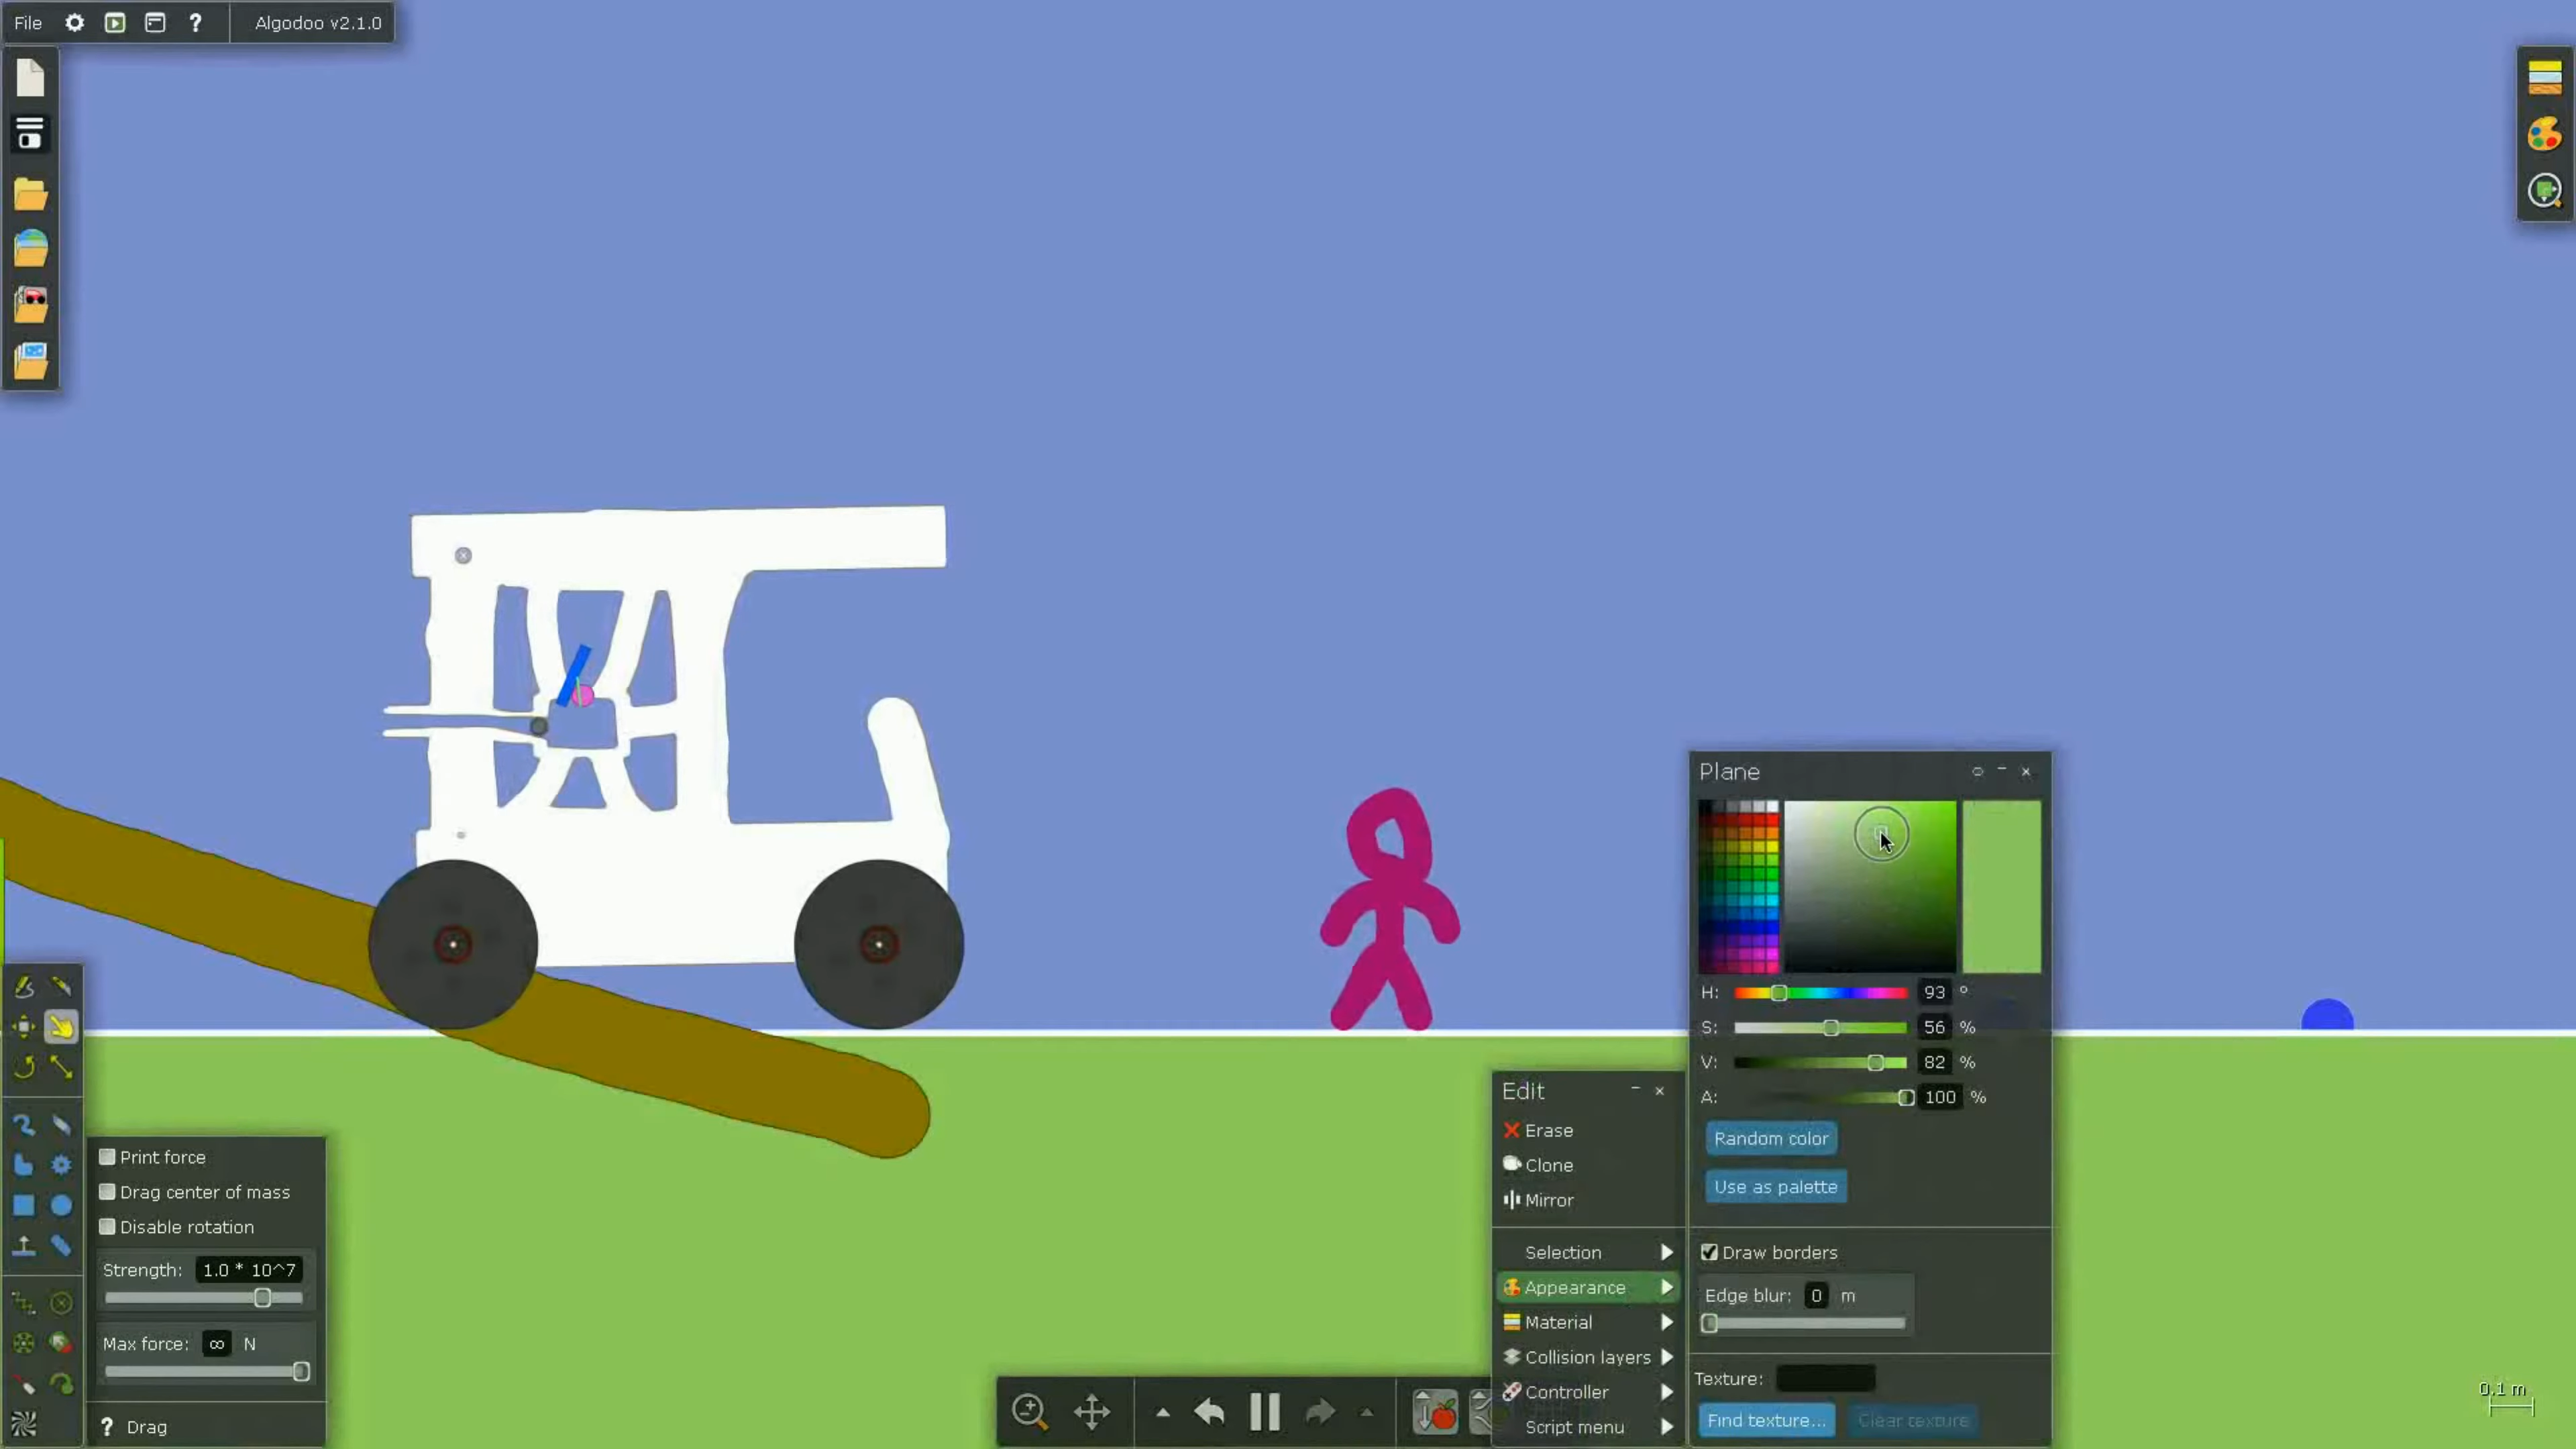 File
?
Algodoo v2.1.0
Plane
H: 93 °
S: 56 %
V: 82 %
A: 100 %
Random color
Use as palette
Draw borders
Edge blur: 0 m
Texture:
Find texture...
Clear texture
Edit
Erase
Clone
Mirror
Selection
Appearance
Material
Collision layers
Controller
Script menu
Print force
Drag center of mass
Disable rotation
Strength: 1.0 * 10^7
Max force: ∞ N
? Drag
0.1 m